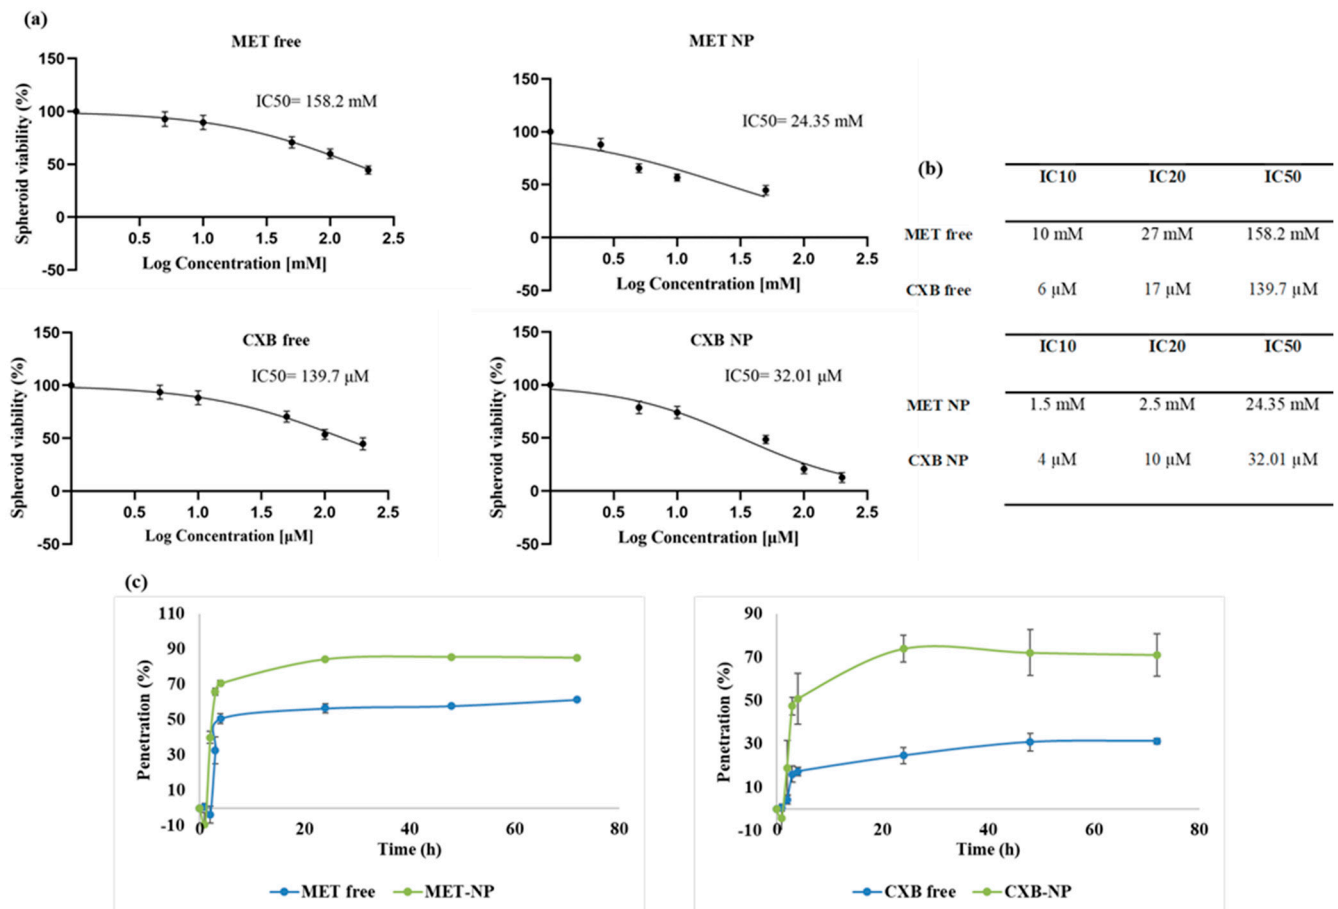 (a)
MET free
150
100
50
0
-50
0.5 1.0 1.5 2.0 2.5
Spheroid viability (%)
Log Concentration [mM]
IC50= 158.2 mM
MET NP
150
100
50
0
-50
0.5 1.0 1.5 2.0 2.5
Spheroid viability (%)
Log Concentration [mM]
IC50= 24.35 mM
CXB free
150
100
50
0
-50
0.5 1.0 1.5 2.0 2.5
Spheroid viability (%)
Log Concentration [µM]
IC50= 139.7 µM
CXB NP
150
100
50
0
-50
0.5 1.0 1.5 2.0 2.5
Spheroid viability (%)
Log Concentration [µM]
IC50= 32.01 µM
(b)
IC10 IC20 IC50
MET free 10 mM 27 mM 158.2 mM
CXB free 6 µM 17 µM 139.7 µM
IC10 IC20 IC50
MET NP 1.5 mM 2.5 mM 24.35 mM
CXB NP 4 µM 10 µM 32.01 µM
(c)
110
90
70
50
30
10
-10
0 20 40 60 80
Penetration (%)
Time (h)
MET free MET-NP
90
70
50
30
10
-10
0 20 40 60 80
Penetration (%)
Time (h)
CXB free CXB-NP